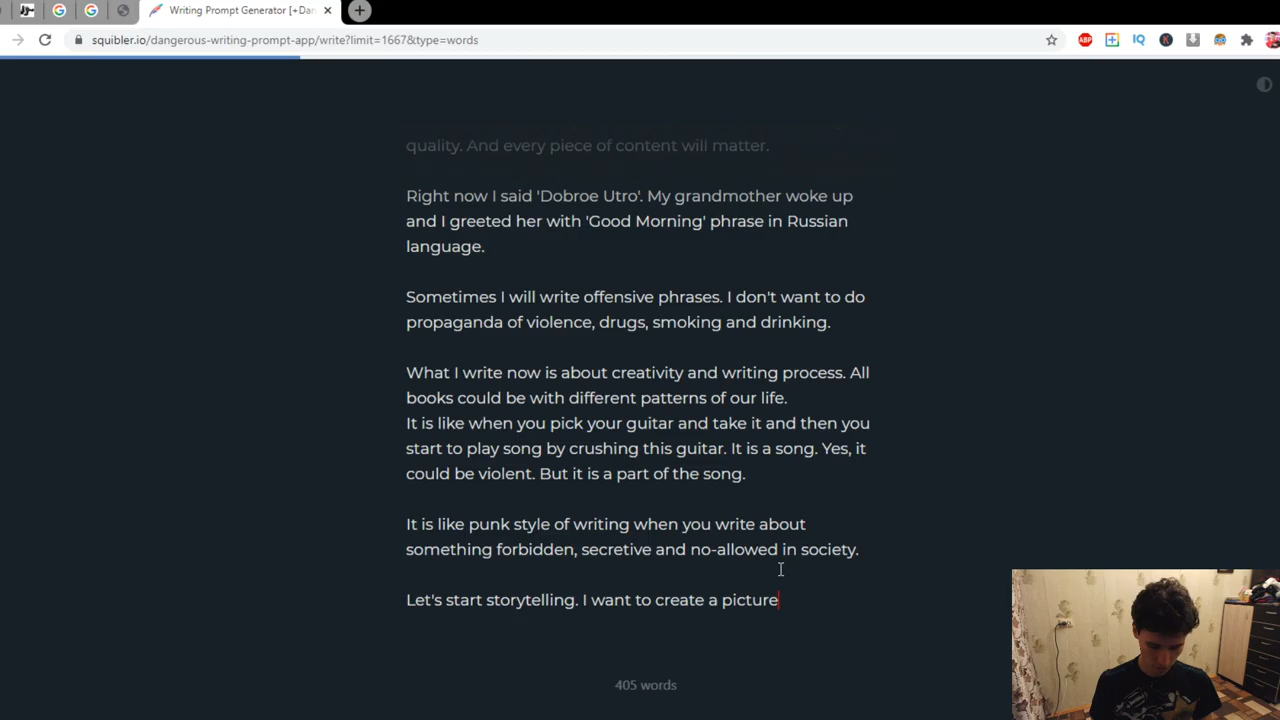 Writing Prompt Generator [+Dan
squibler.io/dangerous-writing-prompt-app/write?limit=1667&type=words
ABP
IQ
K
quality. And every piece of content will matter.
Right now I said 'Dobroe Utro'. My grandmother woke up
and I greeted her with 'Good Morning' phrase in Russian
language.
Sometimes I will write offensive phrases. I don't want to do
propaganda of violence, drugs, smoking and drinking.
What I write now is about creativity and writing process. All
books could be with different patterns of our life.
It is like when you pick your guitar and take it and then you
start to play song by crushing this guitar. It is a song. Yes, it
could be violent. But it is a part of the song.
It is like punk style of writing when you write about
something forbidden, secretive and no-allowed in society.
Let's start storytelling. I want to create a picture
405 words